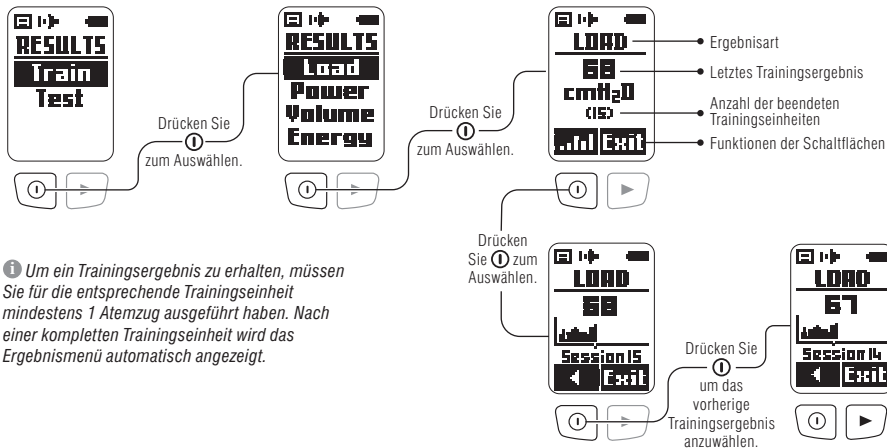 RESULTS
Train
Test
Drücken Sie
zum Auswählen.
RESULTS
Load
Power
Volume
Energy
Drücken Sie
zum Auswählen.
LOAD
68
cmH₂O
(15)
Exit
Ergebnisart
Letztes Trainingsergebnis
Anzahl der beendeten
Trainingseinheiten
Funktionen der Schaltflächen
Um ein Trainingsergebnis zu erhalten, müssen
Sie für die entsprechende Trainingseinheit
mindestens 1 Atemzug ausgeführt haben. Nach
einer kompletten Trainingseinheit wird das
Ergebnismenü automatisch angezeigt.
Drücken
Sie zum
Auswählen.
LOAD
68
Session 15
Exit
Drücken Sie
um das
vorherige
Trainingsergebnis
anzuwählen.
LOAD
67
Session 14
Exit